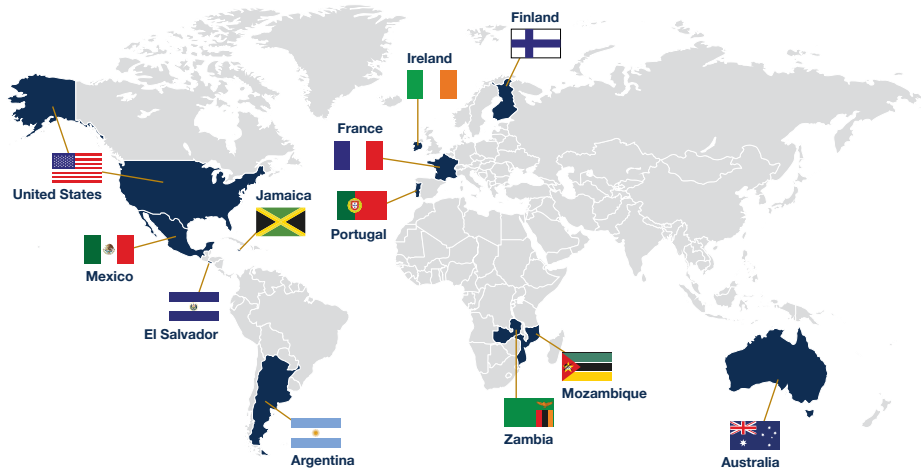 Finland
Ireland
France
United States
Jamaica
Portugal
Mexico
El Salvador
Mozambique
Zambia
Argentina
Australia